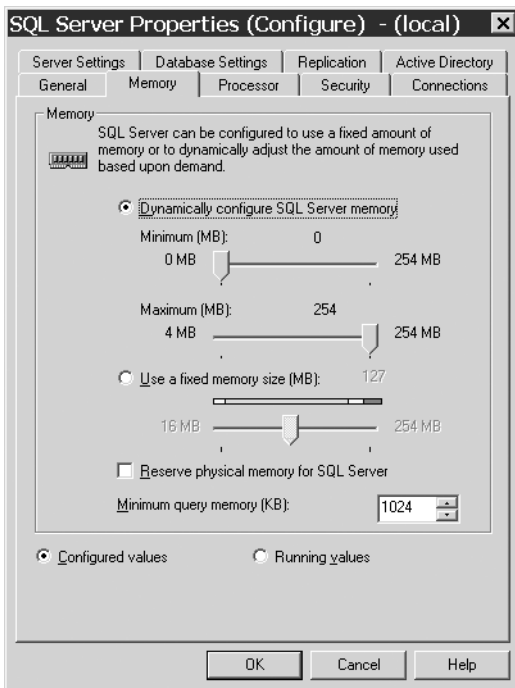 SQL Server Properties (Configure) - (local)
Server Settings Database Settings Replication Active Directory
General Memory Processor Security Connections
Memory
SQL Server can be configured to use a fixed amount of
memory or to dynamically adjust the amount of memory used
based upon demand.
Dynamically configure SQL Server memory
Minimum (MB): 0
0 MB 254 MB
Maximum (MB): 254
4 MB 254 MB
Use a fixed memory size (MB): 127
16 MB 254 MB
Reserve physical memory for SQL Server
Minimum query memory (KB): 1024
Configured values Running values
OK Cancel Help